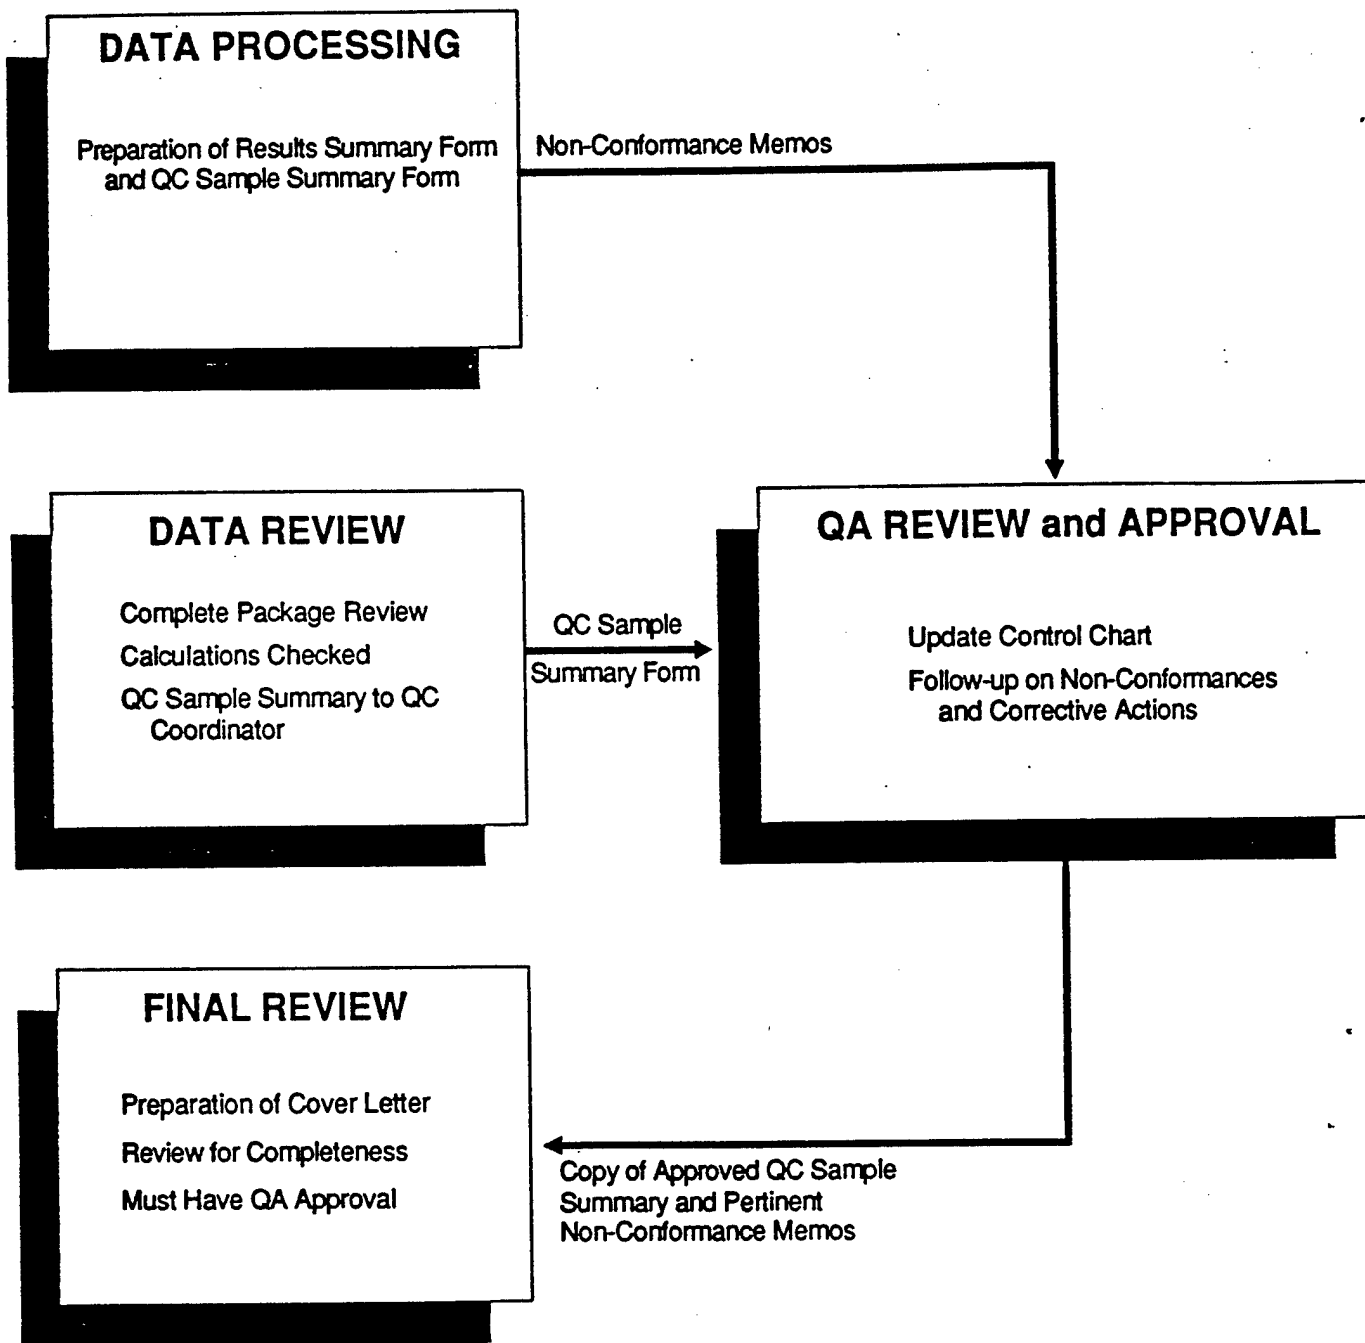 DATA PROCESSING
Preparation of Results Summary Form
and QC Sample Summary Form
Non-Conformance Memos
DATA REVIEW
Complete Package Review
Calculations Checked
QC Sample Summary to QC
Coordinator
QC Sample
Summary Form
QA REVIEW and APPROVAL
Update Control Chart
Follow-up on Non-Conformances
and Corrective Actions
FINAL REVIEW
Preparation of Cover Letter
Review for Completeness
Must Have QA Approval
Copy of Approved QC Sample
Summary and Pertinent
Non-Conformance Memos